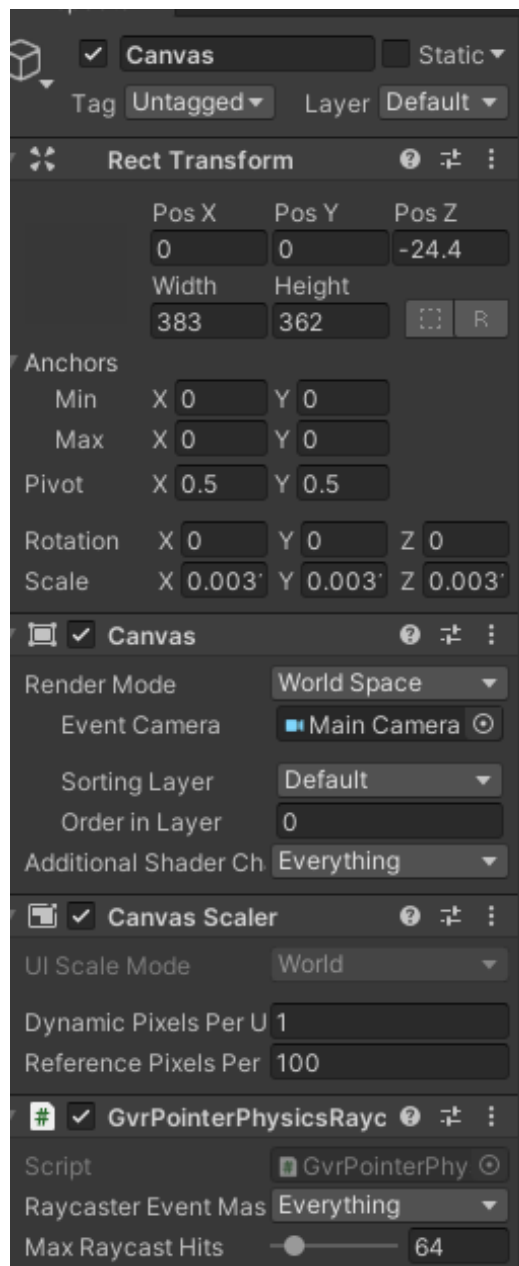 Canvas Static
Tag Untagged Layer Default
Rect Transform
Pos X Pos Y Pos Z
0 0 -24.4
Width Height
383 362
R
Anchors
Min X 0 Y 0
Max X 0 Y 0
Pivot X 0.5 Y 0.5
Rotation X 0 Y 0 Z 0
Scale X 0.003 Y 0.003 Z 0.003
Canvas
Render Mode World Space
Event Camera Main Camera
Sorting Layer Default
Order in Layer 0
Additional Shader Ch Everything
Canvas Scaler
UI Scale Mode World
Dynamic Pixels Per U 1
Reference Pixels Per 100
# GvrPointerPhysicsRayc
Script # GvrPointerPhy
Raycaster Event Mas Everything
Max Raycast Hits 64